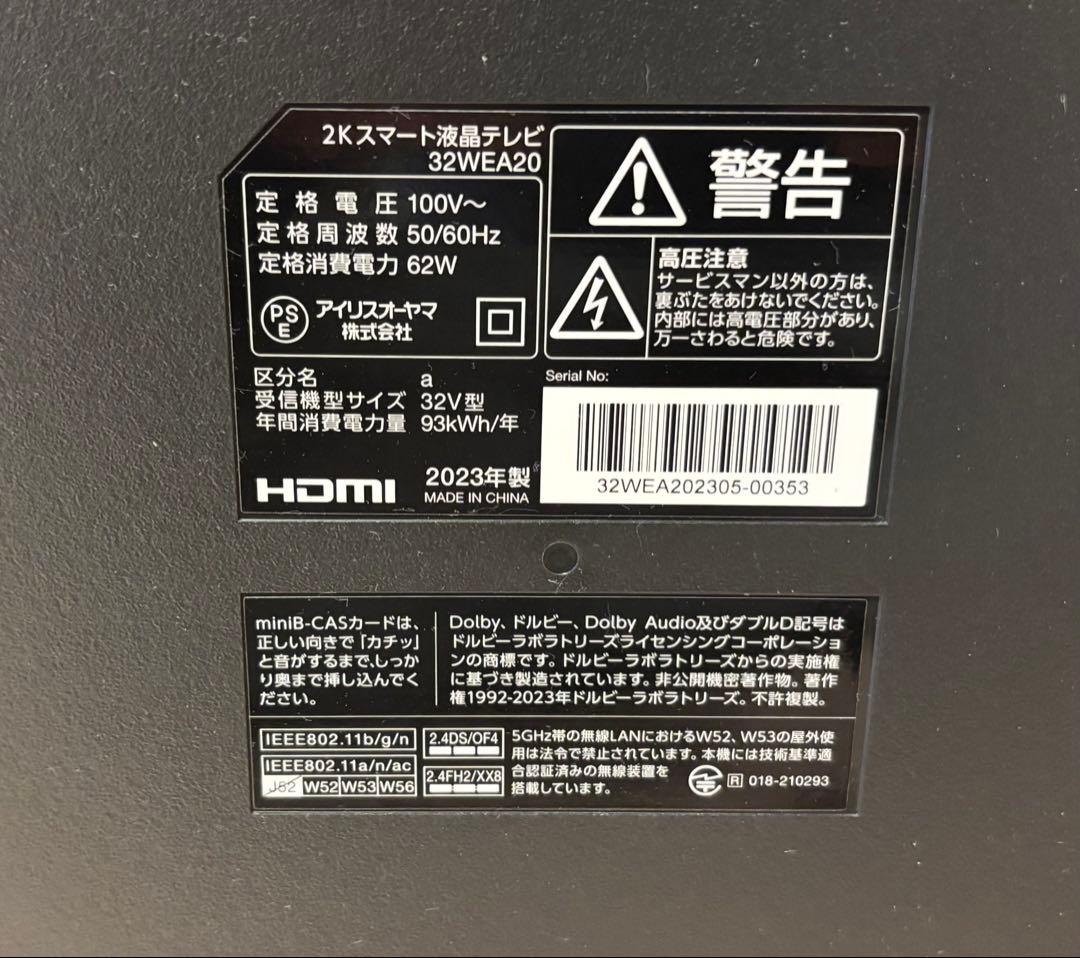 2Kスマート液晶テレビ
32WEA20
定格電圧 100V～
定格周波数 50/60Hz
定格消費電力 62W
PS
E
アイリスオーヤマ
株式会社
区分名 a
受信機型サイズ 32V型
年間消費電力量 93kWh/年
HDMI
2023年製
MADE IN CHINA
警告
高圧注意
サービスマン以外の方は、
裏ぶたをあけないでください。
内部には高電圧部分があり、
万一さわると危険です。
Serial No:
32WEA202305-00353
miniB-CASカードは、
正しい向きで「カチッ」
と音がするまで、しっか
り奥まで挿し込んでく
ださい。
Dolby、ドルビー、Dolby Audio及びダブルD記号は
ドルビーラボラトリーズライセンシングコーポレーショ
ンの商標です。ドルビーラボラトリーズからの実施権
に基づき製造されています。非公開機密著作物。著作
権1992-2023年ドルビーラボラトリーズ。不許複製。
IEEE802.11b/g/n
IEEE802.11a/n/ac
J52 W52 W53 W56
2.4DS/OF4
2.4FH2/XX8
5GHz帯の無線LANにおけるW52、W53の屋外使
用は法令で禁止されています。本機には技術基準適
合認証済みの無線装置を
搭載しています。
R 018-210293